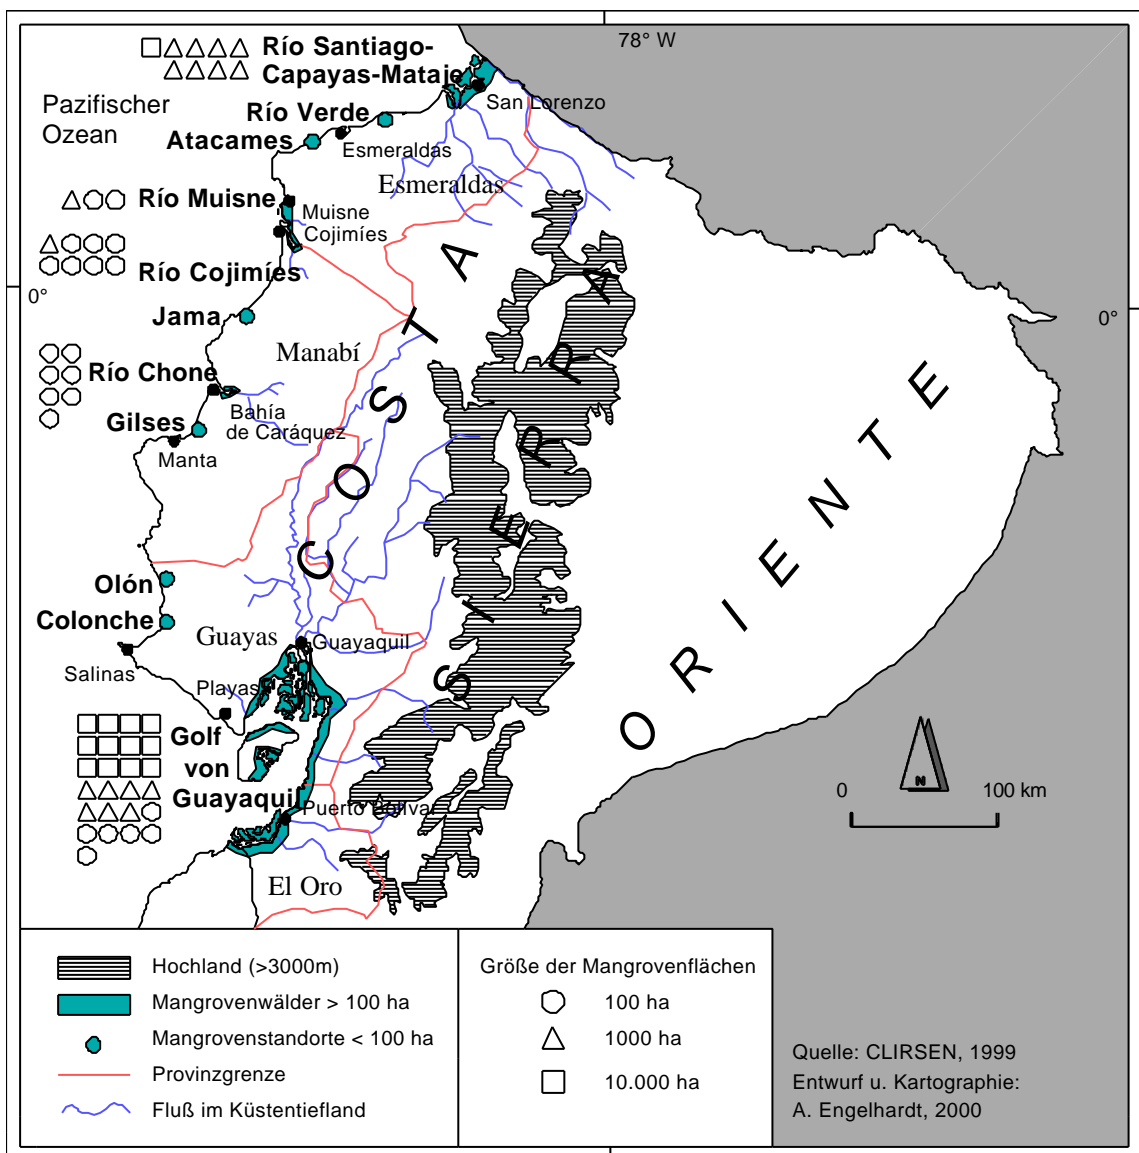 78° W
Río Santiago-
Capayas-Mataje
San Lorenzo
Pazifischer
Ozean
Río Verde
Atacames
Esmeraldas
Esmeraldas
Río Muisne
Muisne
Cojimíes
Río Cojimíes
0°
0°
Jama
Manabí
Río Chone
Bahía
de Caráquez
Gilses
Manta
COSTA
SIERRA
ORIENTE
Olón
Colonche
Guayas
Guayaquil
Salinas
Playas
Golf
von
Guayaquil
Puerto Bolívar
El Oro
N
0 100 km
Hochland (>3000m)
Mangrovenwälder > 100 ha
Mangrovenstandorte < 100 ha
Provinzgrenze
Fluß im Küstentiefland
Größe der Mangrovenflächen
100 ha
1000 ha
10.000 ha
Quelle: CLIRSEN, 1999
Entwurf u. Kartographie:
A. Engelhardt, 2000